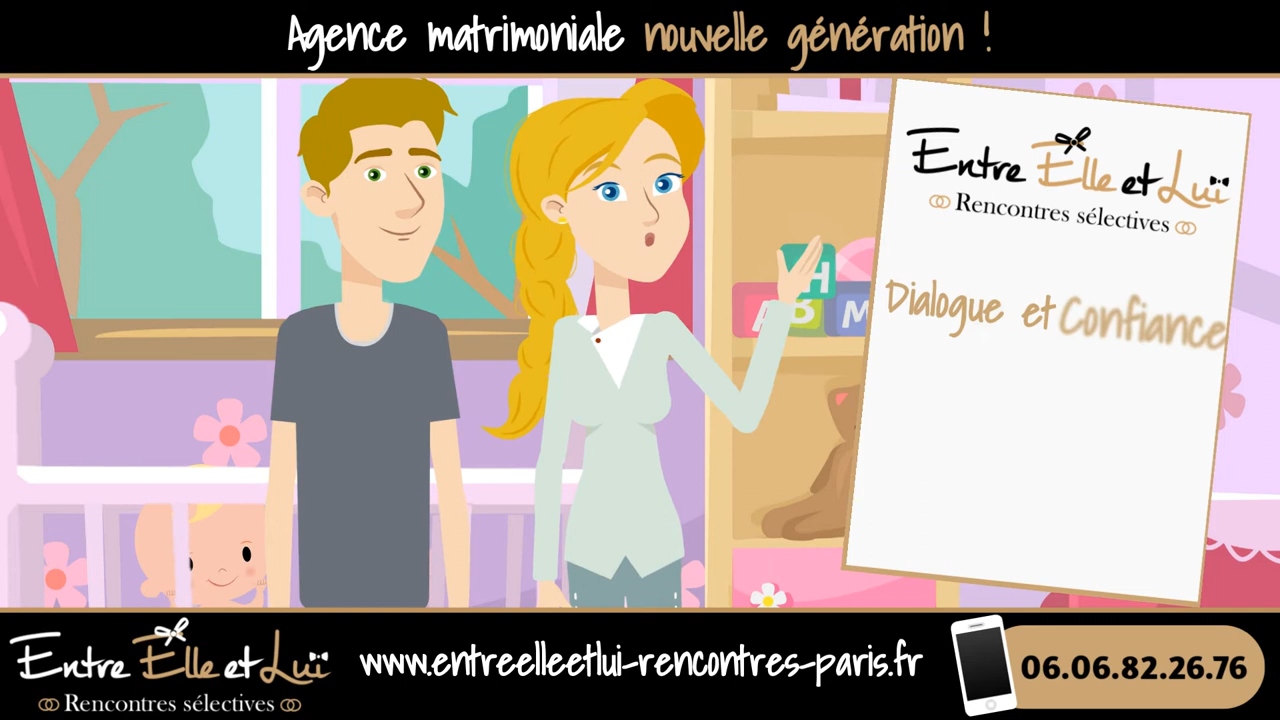 Agence matrimoniale nouvelle génération !
Entre Elle et Lui
Rencontres sélectives
Dialogue et Confiance
H
A B M
Entre Elle et Lui
Rencontres sélectives
www.entreelleetlui-rencontres-paris.fr
06.06.82.26.76